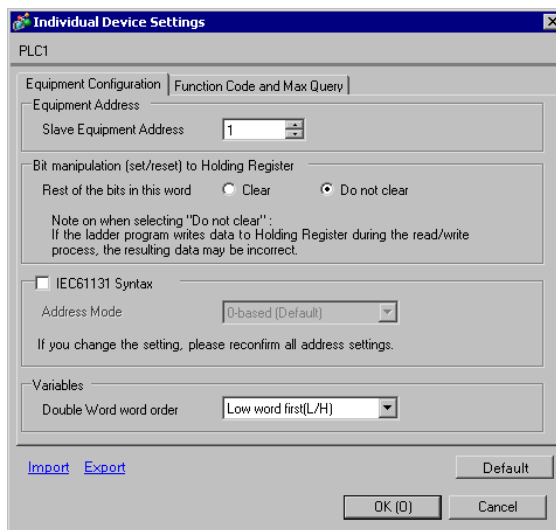 Individual Device Settings
PLC1
Equipment Configuration Function Code and Max Query
Equipment Address
Slave Equipment Address 1
Bit manipulation (set/reset) to Holding Register
Rest of the bits in this word Clear Do not clear
Note on when selecting "Do not clear" :
If the ladder program writes data to Holding Register during the read/write
process, the resulting data may be incorrect.
IEC61131 Syntax
Address Mode 0-based (Default)
If you change the setting, please reconfirm all address settings.
Variables
Double Word word order Low word first(L/H)
Import Export Default
OK (O) Cancel